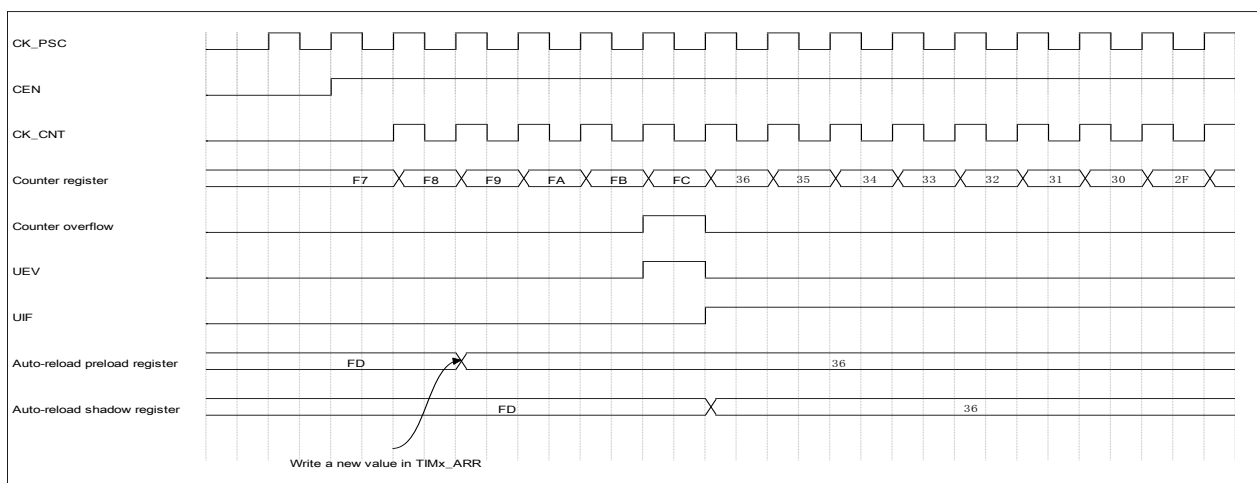 CK_PSC
CEN
CK_CNT
Counter register F7 F8 F9 FA FB FC 36 35 34 33 32 31 30 2F
Counter overflow
UEV
UIF
Auto-reload preload register FD 36
Auto-reload shadow register FD 36
Write a new value in TIMx_ARR